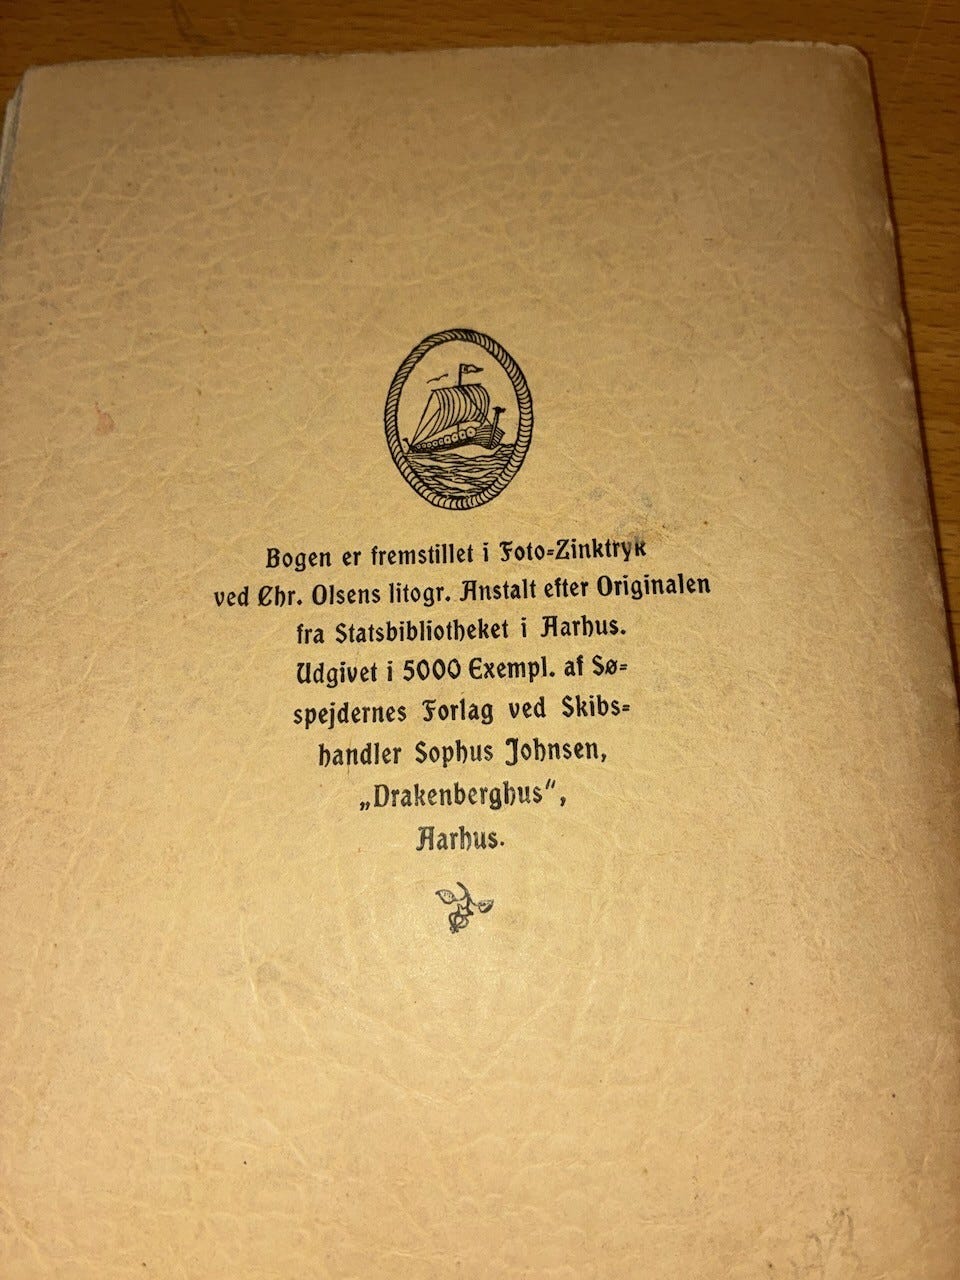 Bogen er fremstillet i Foto=Zinktryk
ved Chr. Olsens litogr. Anstalt efter Originalen
fra Statsbibliotheket i Aarhus.
Udgivet i 5000 Exempl. af Sø=
spejdernes Forlag ved Skibs=
handler Sophus Johnsen,
„Drakenberghus“,
Aarhus.